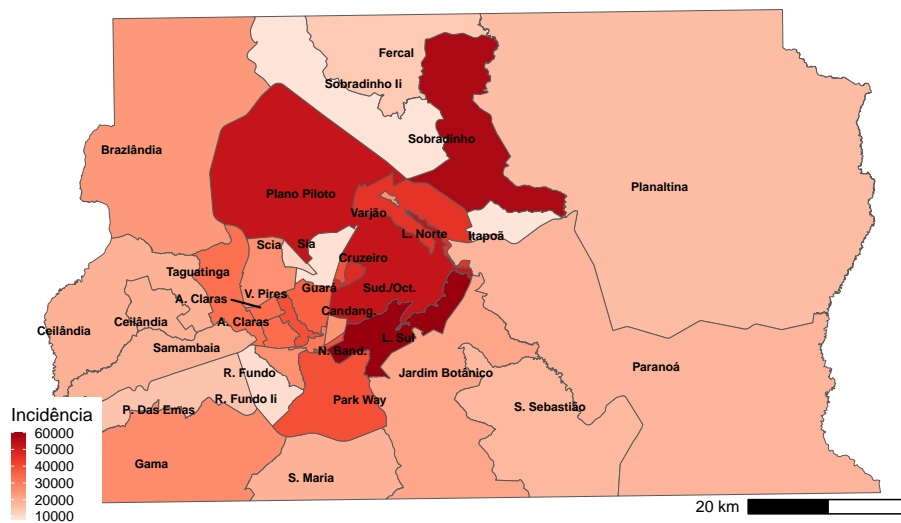 Fercal
Sobradinho Ii
Sobradinho
Brazlândia
Planaltina
Plano Piloto
Varjão
L. Norte
Itapoã
Scia
Sia
Cruzeiro
Taguatinga
A. Claras
V. Pires
Guará
Sud./Oct.
Candang.
Ceilândia
Ceilândia
A. Claras
L. Sul
Samambaia
N. Band.
R. Fundo
Jardim Botânico
Paranoá
R. Fundo Ii
Park Way
P. Das Emas
S. Sebastião
Gama
S. Maria
Incidência
60000
50000
40000
30000
20000
10000
20 km